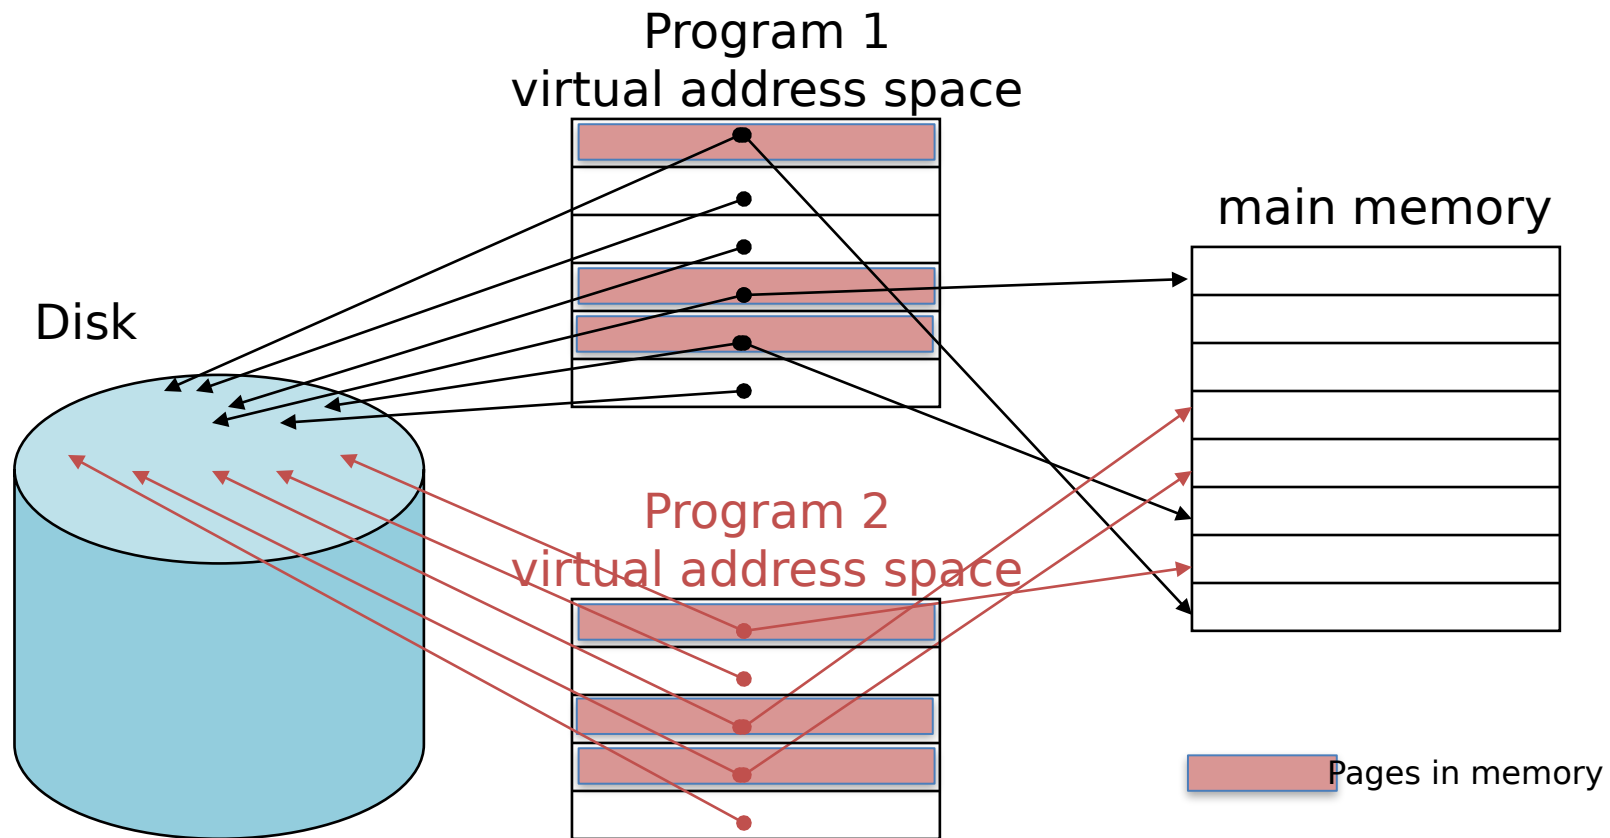 Program 1
virtual address space
main memory
Disk
Program 2
virtual address space
Pages in memory